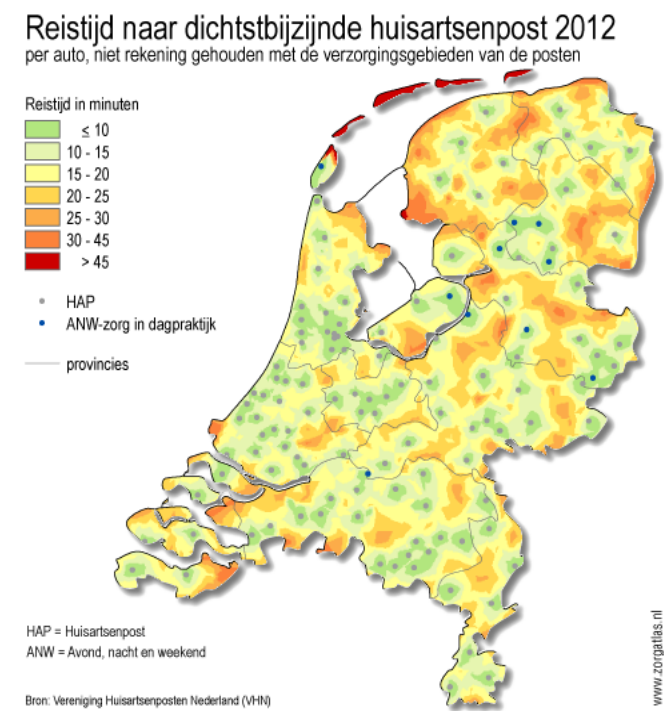 Reistijd naar dichtstbijzijnde huisartsenpost 2012
per auto, niet rekening gehouden met de verzorgingsgebieden van de posten
Reistijd in minuten
≤ 10
10 - 15
15 - 20
20 - 25
25 - 30
30 - 45
> 45
HAP
ANW-zorg in dagpraktijk
provincies
HAP = Huisartsenpost
ANW = Avond, nacht en weekend
Bron: Vereniging Huisartsenposten Nederland (VHN)
www.zorgatlas.nl